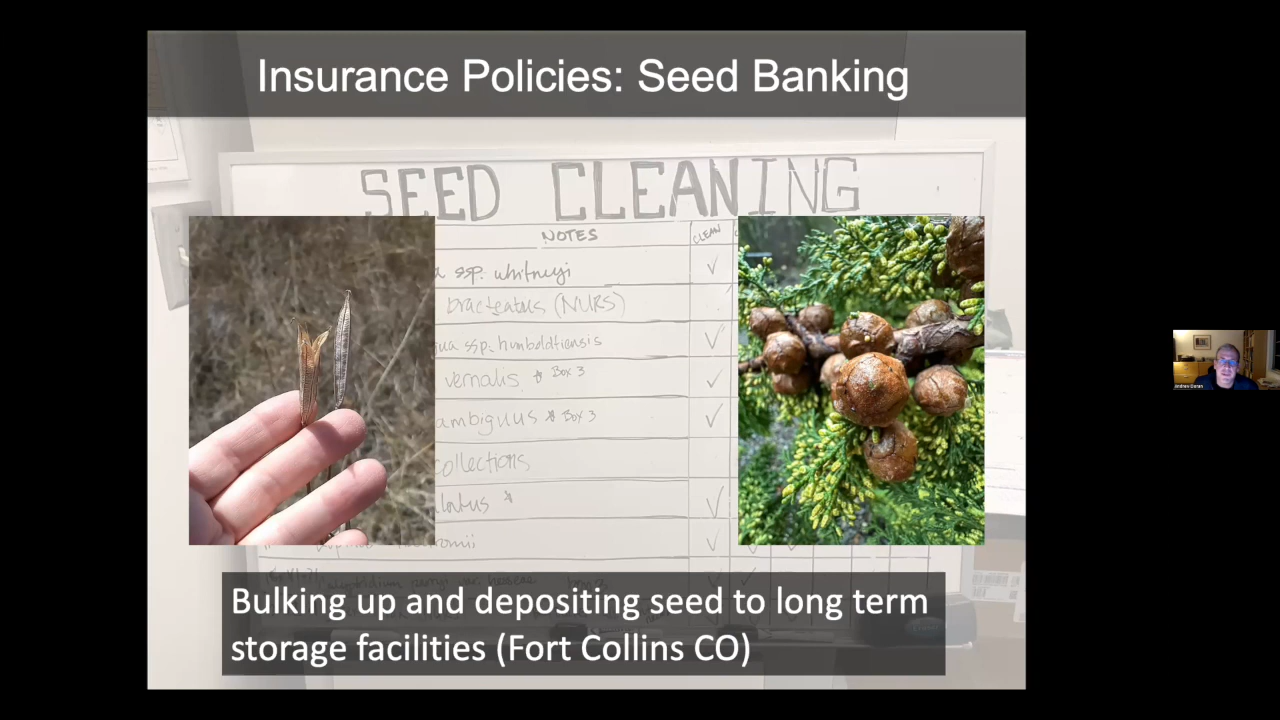 Insurance Policies: Seed Banking
SEED CLEANING
NOTES CLEAN
ssp. whitneyi ✓
bracteatus (NURS)
ssp. humboldtiensis ✓
vernalis * Box 3 ✓
ambiguus * Box 3 ✓
collections
✓
✓
Bulking up and depositing seed to long term
storage facilities (Fort Collins CO)